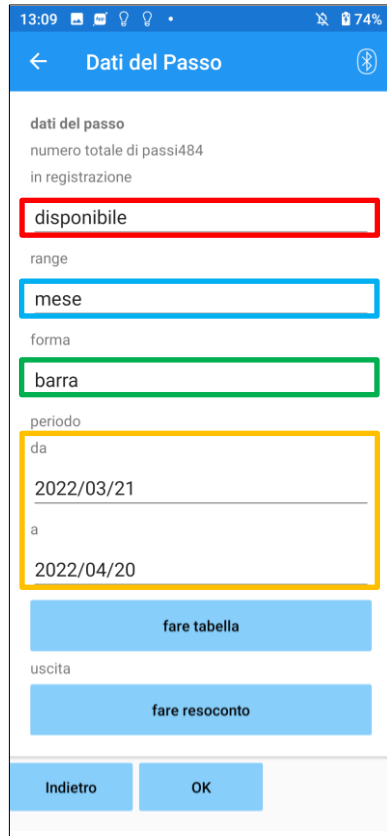 13:09 74%
Dati del Passo
dati del passo
numero totale di passi484
in registrazione
disponibile
range
mese
forma
barra
periodo
da
2022/03/21
a
2022/04/20
fare tabella
uscita
fare resoconto
Indietro OK